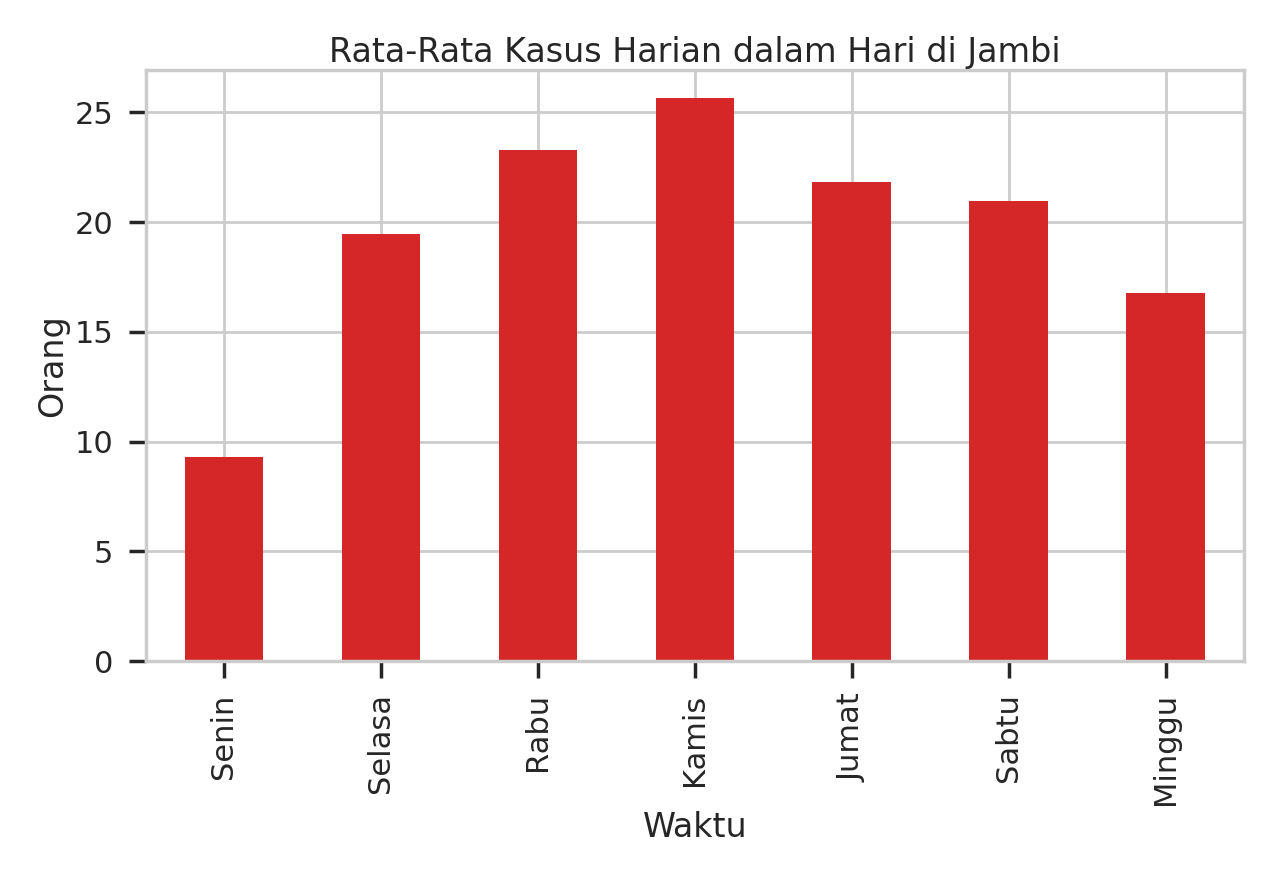 Rata-Rata Kasus Harian dalam Hari di Jambi
Orang
25
20
15
10
5
0
Senin
Selasa
Rabu
Kamis
Jumat
Sabtu
Minggu
Waktu